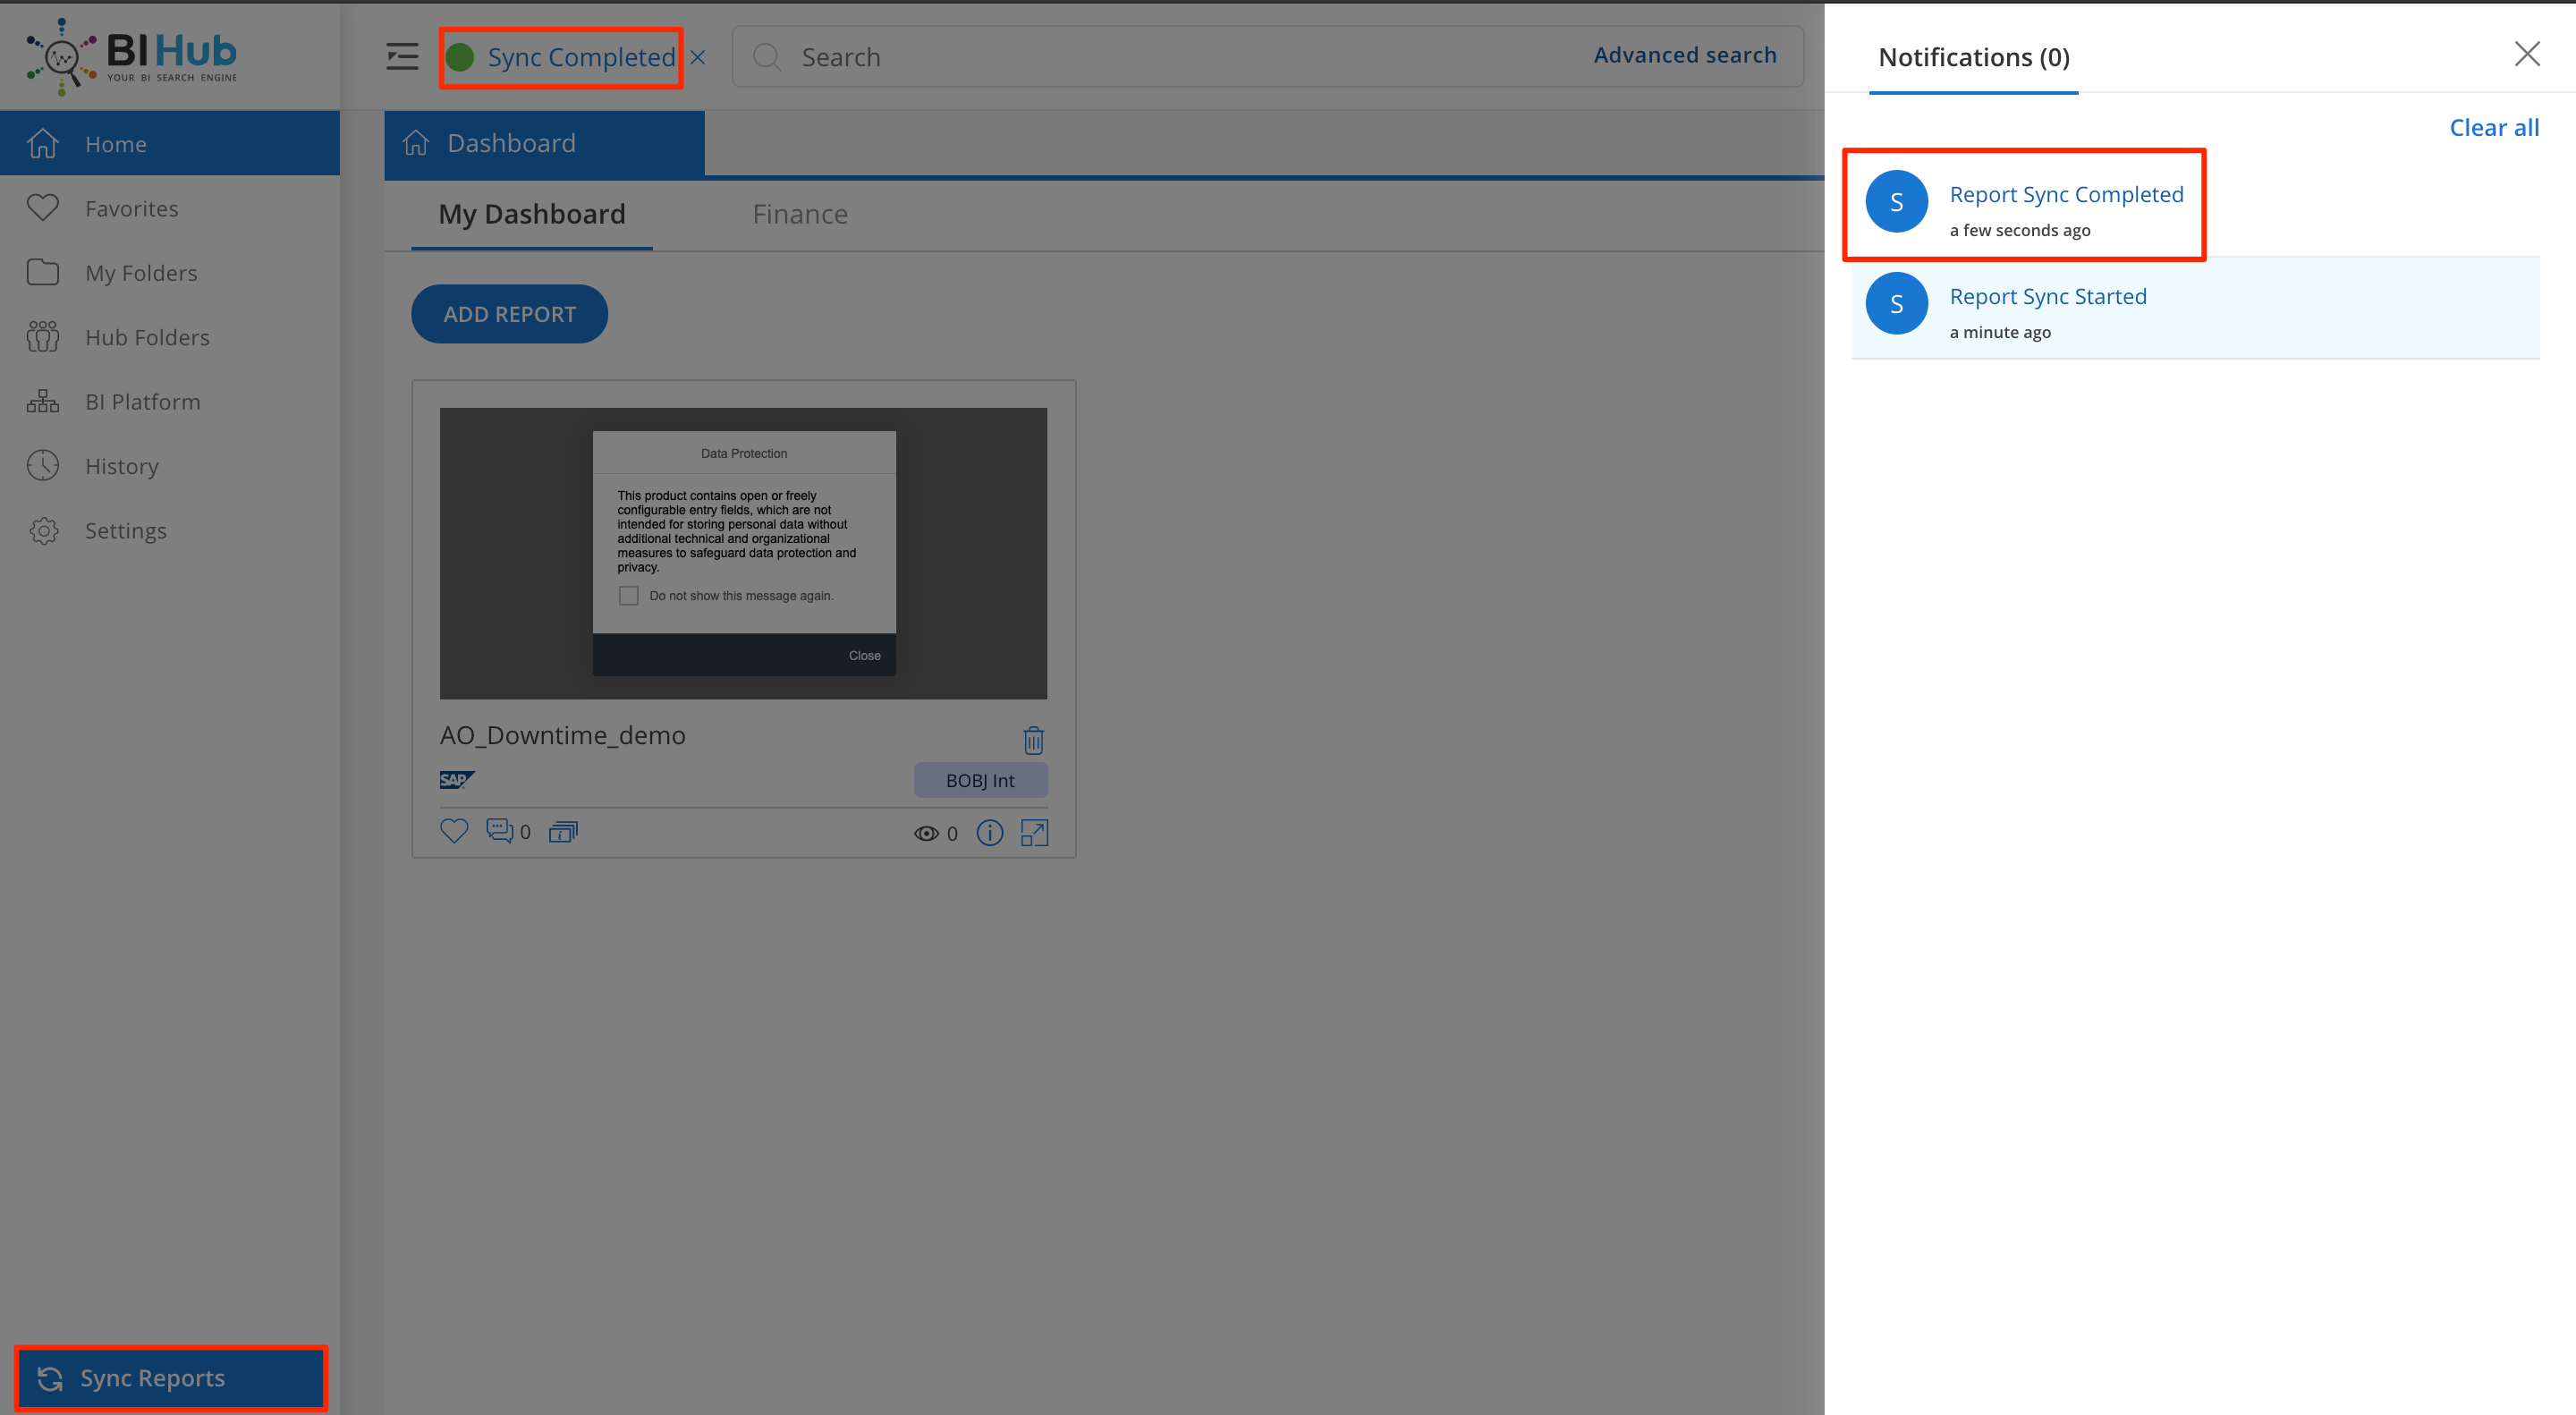 BI Hub
YOUR BI SEARCH ENGINE
Sync Completed
Search
Advanced search
Home
Favorites
My Folders
Hub Folders
BI Platform
History
Settings
Sync Reports
Dashboard
My Dashboard
Finance
ADD REPORT
Data Protection
This product contains open or freely
configurable entry fields, which are not
intended for storing personal data without
additional technical and organizational
measures to safeguard data protection and
privacy.
Do not show this message again.
Close
AO_Downtime_demo
SAP
BOBJ Int
0
0
Notifications (0)
Clear all
S
Report Sync Completed
a few seconds ago
S
Report Sync Started
a minute ago